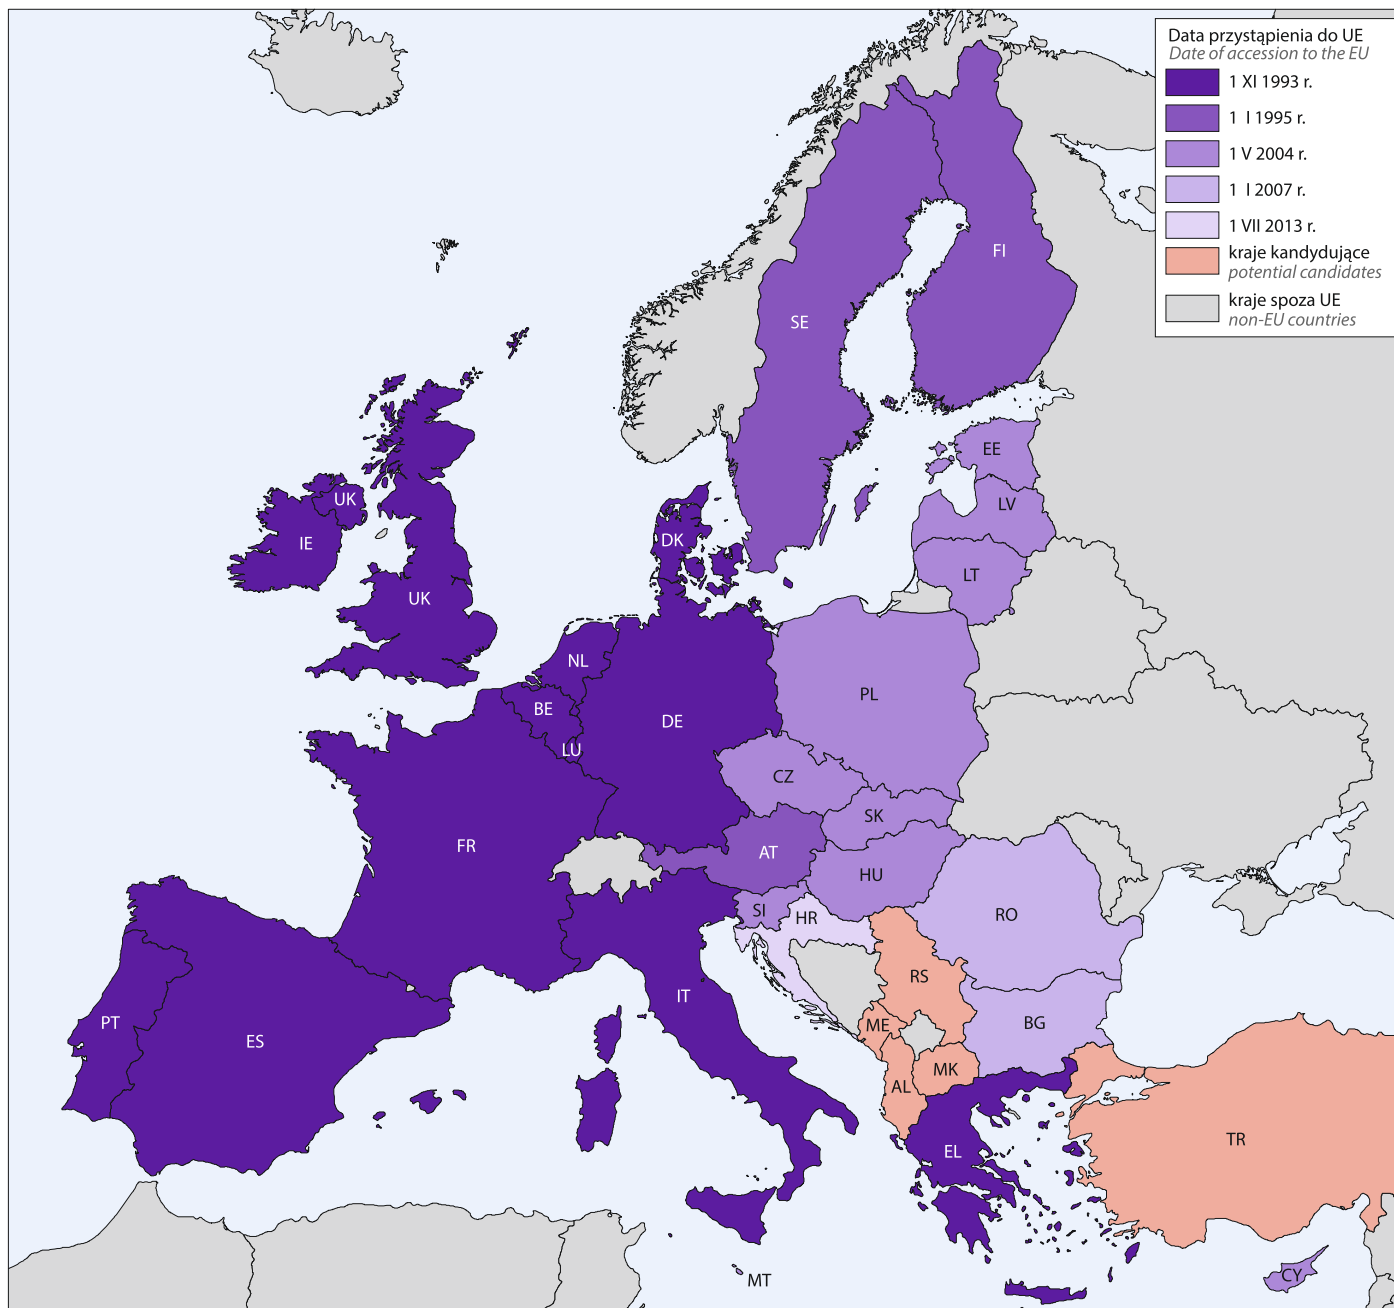 Data przystąpienia do UE
Date of accession to the EU
1 XI 1993 r.
1 I 1995 r.
1 V 2004 r.
1 I 2007 r.
1 VII 2013 r.
kraje kandydujące
potential candidates
kraje spoza UE
non-EU countries
FI
SE
EE
UK
LV
DK
IE
LT
UK
NL
PL
BE
DE
LU
CZ
SK
FR
AT
HU
SI
HR
RO
RS
IT
PT
ME
BG
ES
MK
AL
TR
EL
CY
MT